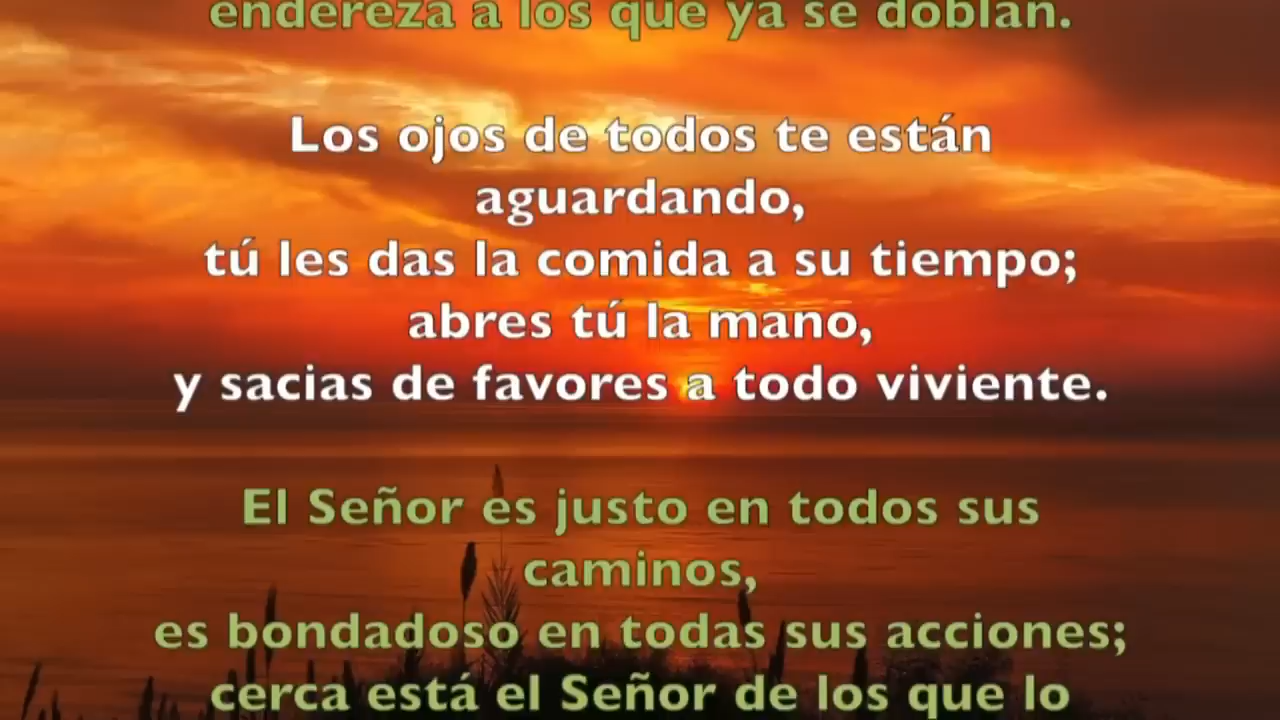 endereza a los que ya se doblan.
Los ojos de todos te están
aguardando,
tú les das la comida a su tiempo;
abres tú la mano,
y sacias de favores a todo viviente.
El Señor es justo en todos sus
caminos,
es bondadoso en todas sus acciones;
cerca está el Señor de los que lo